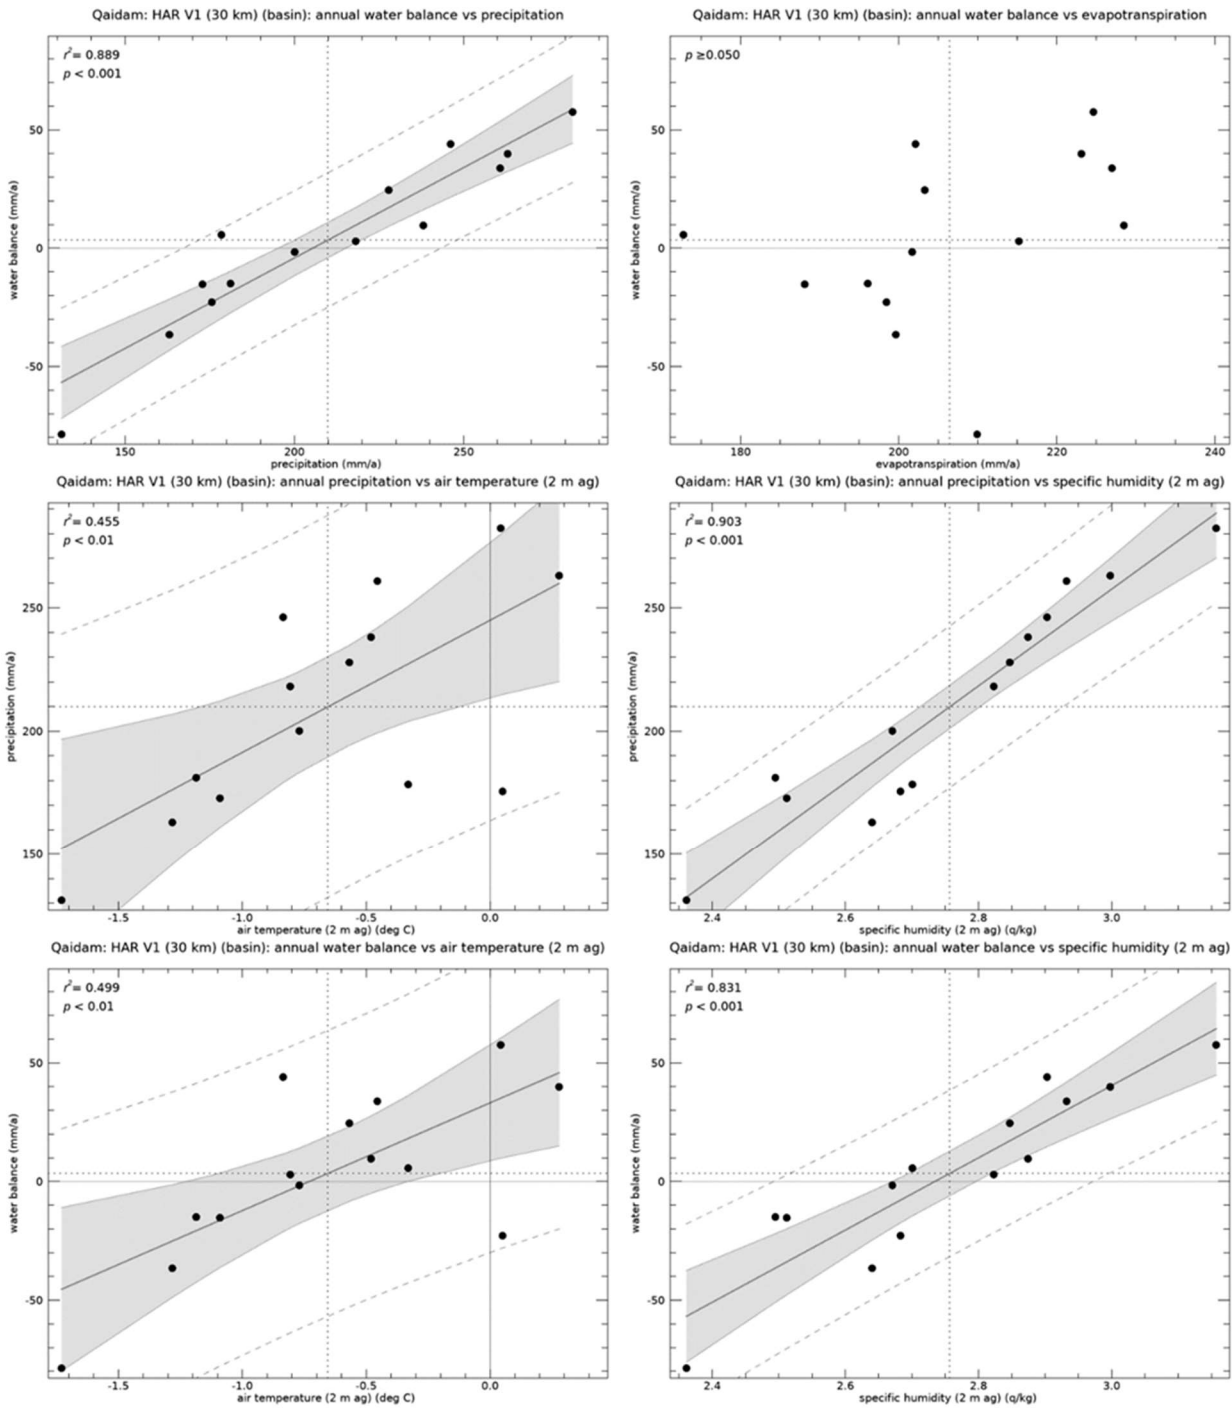 Qaidam: HAR V1 (30 km) (basin): annual water balance vs precipitation
r²= 0.889
p < 0.001
50
0
-50
water balance (mm/a)
150
200
250
precipitation (mm/a)
Qaidam: HAR V1 (30 km) (basin): annual water balance vs evapotranspiration
p ≥0.050
50
0
-50
water balance (mm/a)
180
200
220
240
evapotranspiration (mm/a)
Qaidam: HAR V1 (30 km) (basin): annual precipitation vs air temperature (2 m ag)
r²= 0.455
p < 0.01
250
200
150
precipitation (mm/a)
-1.5
-1.0
-0.5
0.0
air temperature (2 m ag) (deg C)
Qaidam: HAR V1 (30 km) (basin): annual precipitation vs specific humidity (2 m ag)
r²= 0.903
p < 0.001
250
200
150
precipitation (mm/a)
2.4
2.6
2.8
3.0
specific humidity (2 m ag) (q/kg)
Qaidam: HAR V1 (30 km) (basin): annual water balance vs air temperature (2 m ag)
r²= 0.499
p < 0.01
50
0
-50
water balance (mm/a)
-1.5
-1.0
-0.5
0.0
air temperature (2 m ag) (deg C)
Qaidam: HAR V1 (30 km) (basin): annual water balance vs specific humidity (2 m ag)
r²= 0.831
p < 0.001
50
0
-50
water balance (mm/a)
2.4
2.6
2.8
3.0
specific humidity (2 m ag) (q/kg)